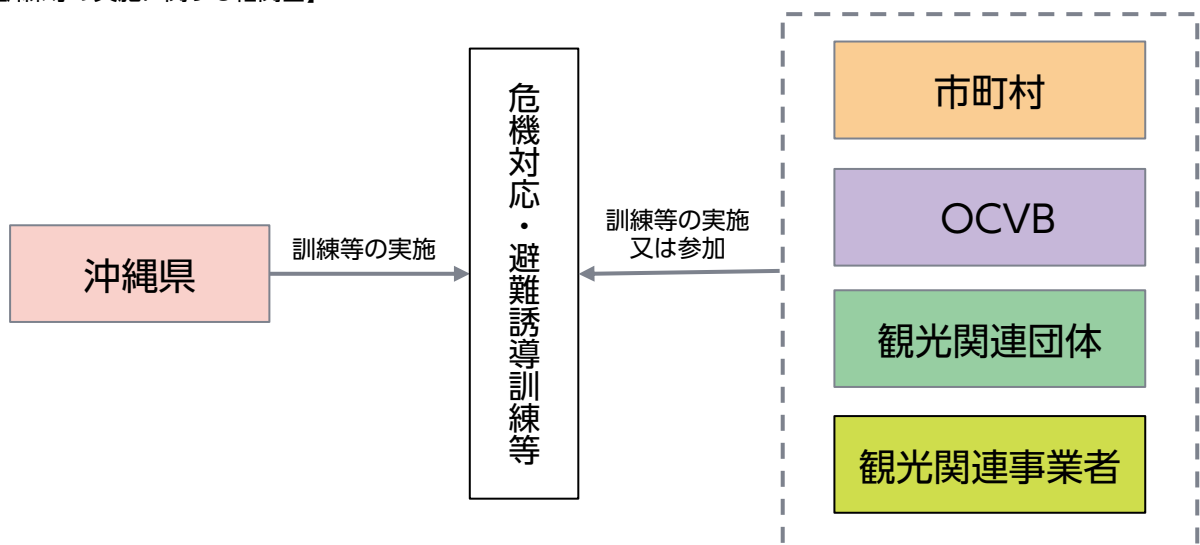 沖縄県
訓練等の実施
危機対応・避難誘導訓練等
訓練等の実施
又は参加
市町村
OCVB
観光関連団体
観光関連事業者